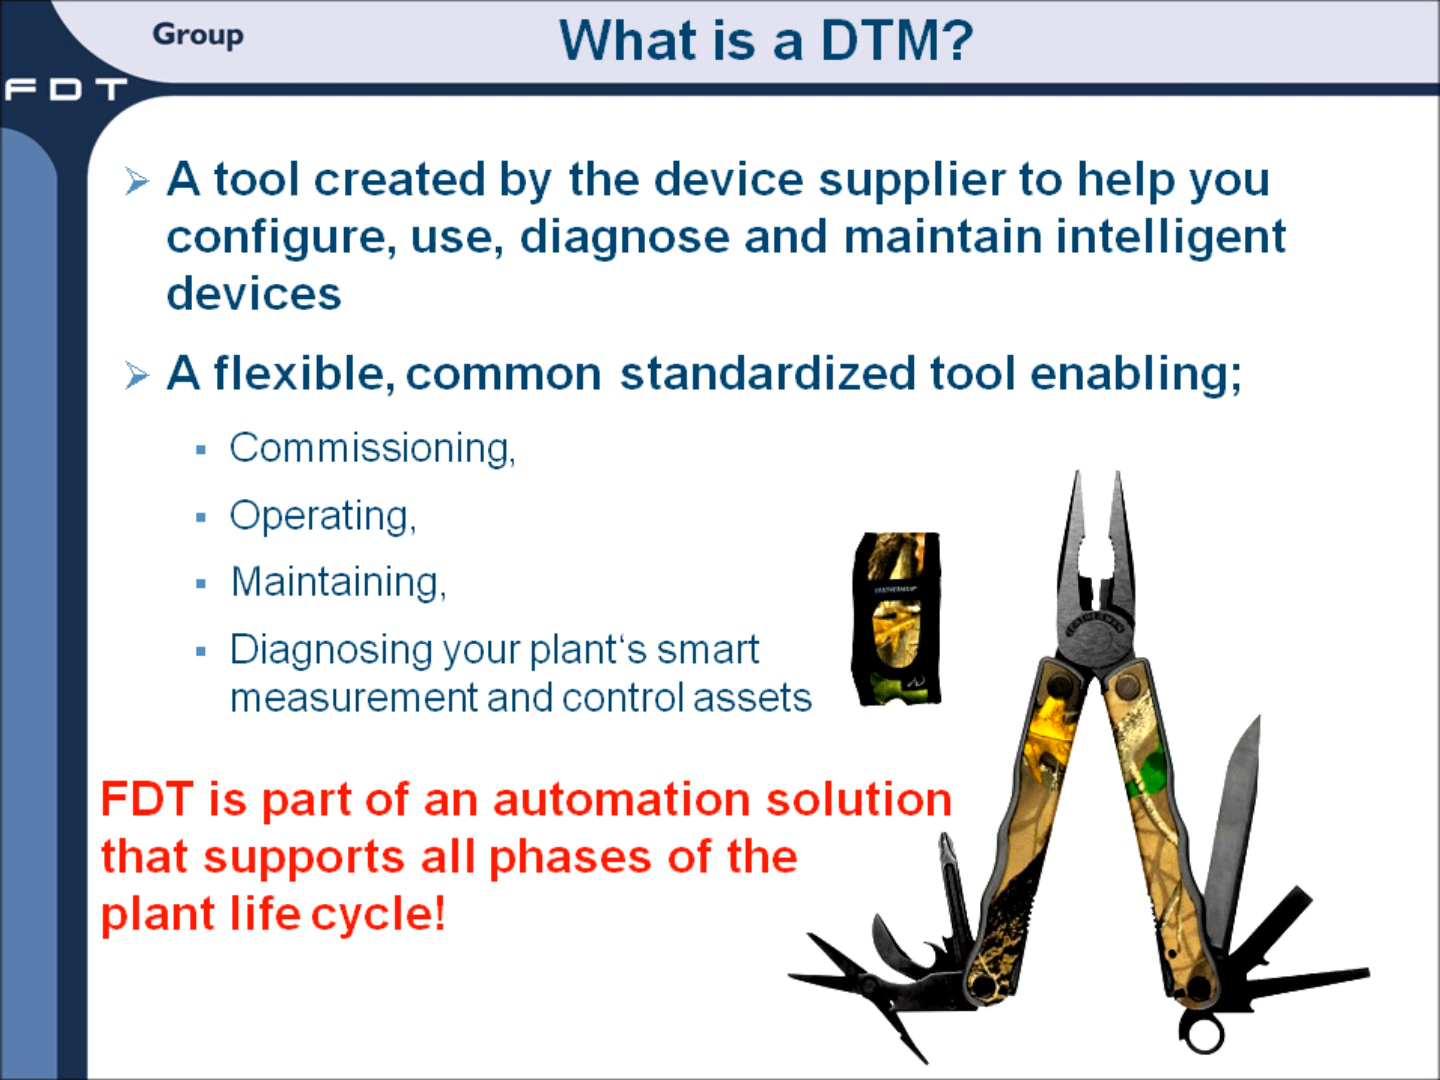 Group
FDT
What is a DTM?
A tool created by the device supplier to help you
configure, use, diagnose and maintain intelligent
devices
A flexible, common standardized tool enabling;
Commissioning,
Operating,
Maintaining,
Diagnosing your plant‘s smart
measurement and control assets
FDT is part of an automation solution
that supports all phases of the
plant life cycle!
LEATHERMAN
LEATHERMAN